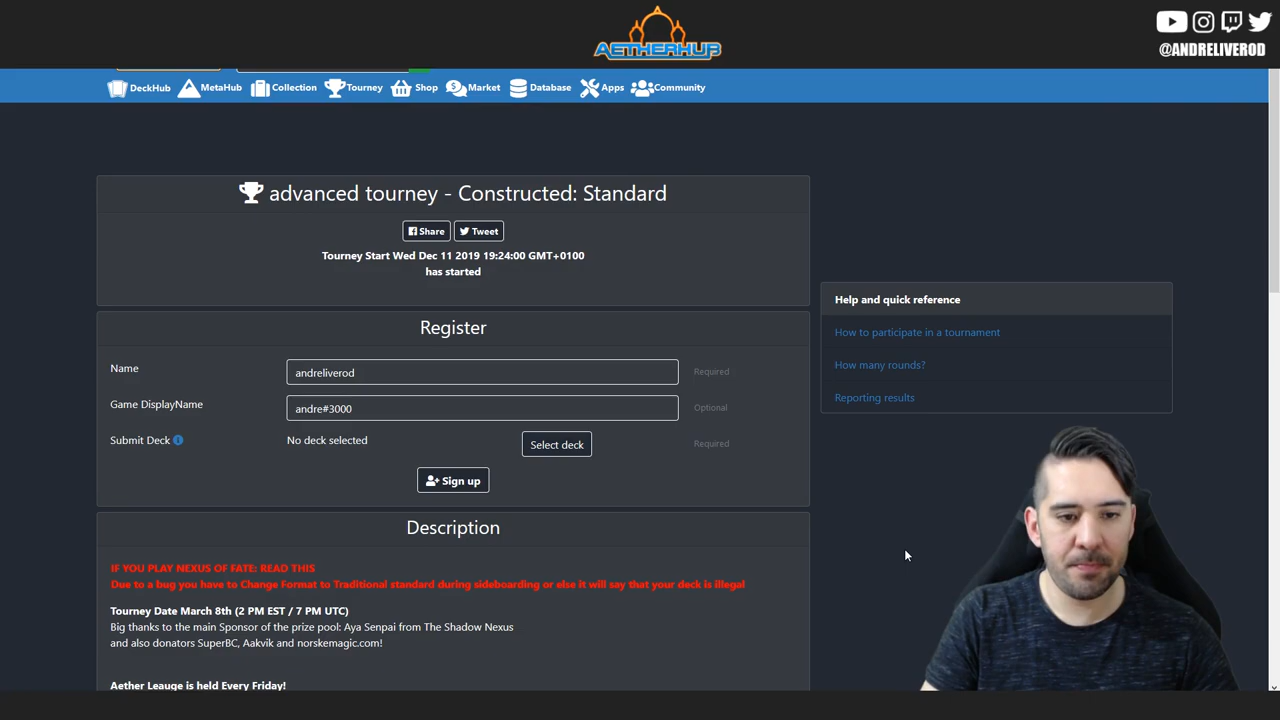 AETHERHUB
@ANDRELIVEROD
DeckHub MetaHub Collection Tourney Shop Market Database Apps Community
advanced tourney - Constructed: Standard
Share Tweet
Tourney Start Wed Dec 11 2019 19:24:00 GMT+0100
has started
Register
Name andreliverod Required
Game DisplayName andre#3000 Optional
Submit Deck No deck selected Select deck Required
Sign up
Description
IF YOU PLAY NEXUS OF FATE: READ THIS
Due to a bug you have to Change Format to Traditional standard during sideboarding or else it will say that your deck is illegal
Tourney Date March 8th (2 PM EST / 7 PM UTC)
Big thanks to the main Sponsor of the prize pool: Aya Senpai from The Shadow Nexus
and also donators SuperBC, Aakvik and norskemagic.com!
Aether Leauge is held Every Friday!
Help and quick reference
How to participate in a tournament
How many rounds?
Reporting results